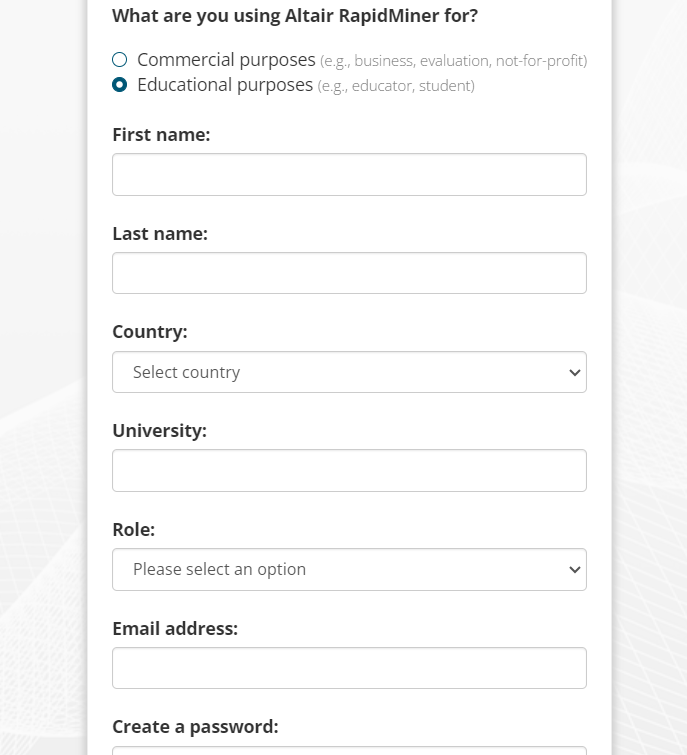 What are you using Altair RapidMiner for?
Commercial purposes (e.g., business, evaluation, not-for-profit)
Educational purposes (e.g., educator, student)
First name:
Last name:
Country:
Select country
University:
Role:
Please select an option
Email address:
Create a password: